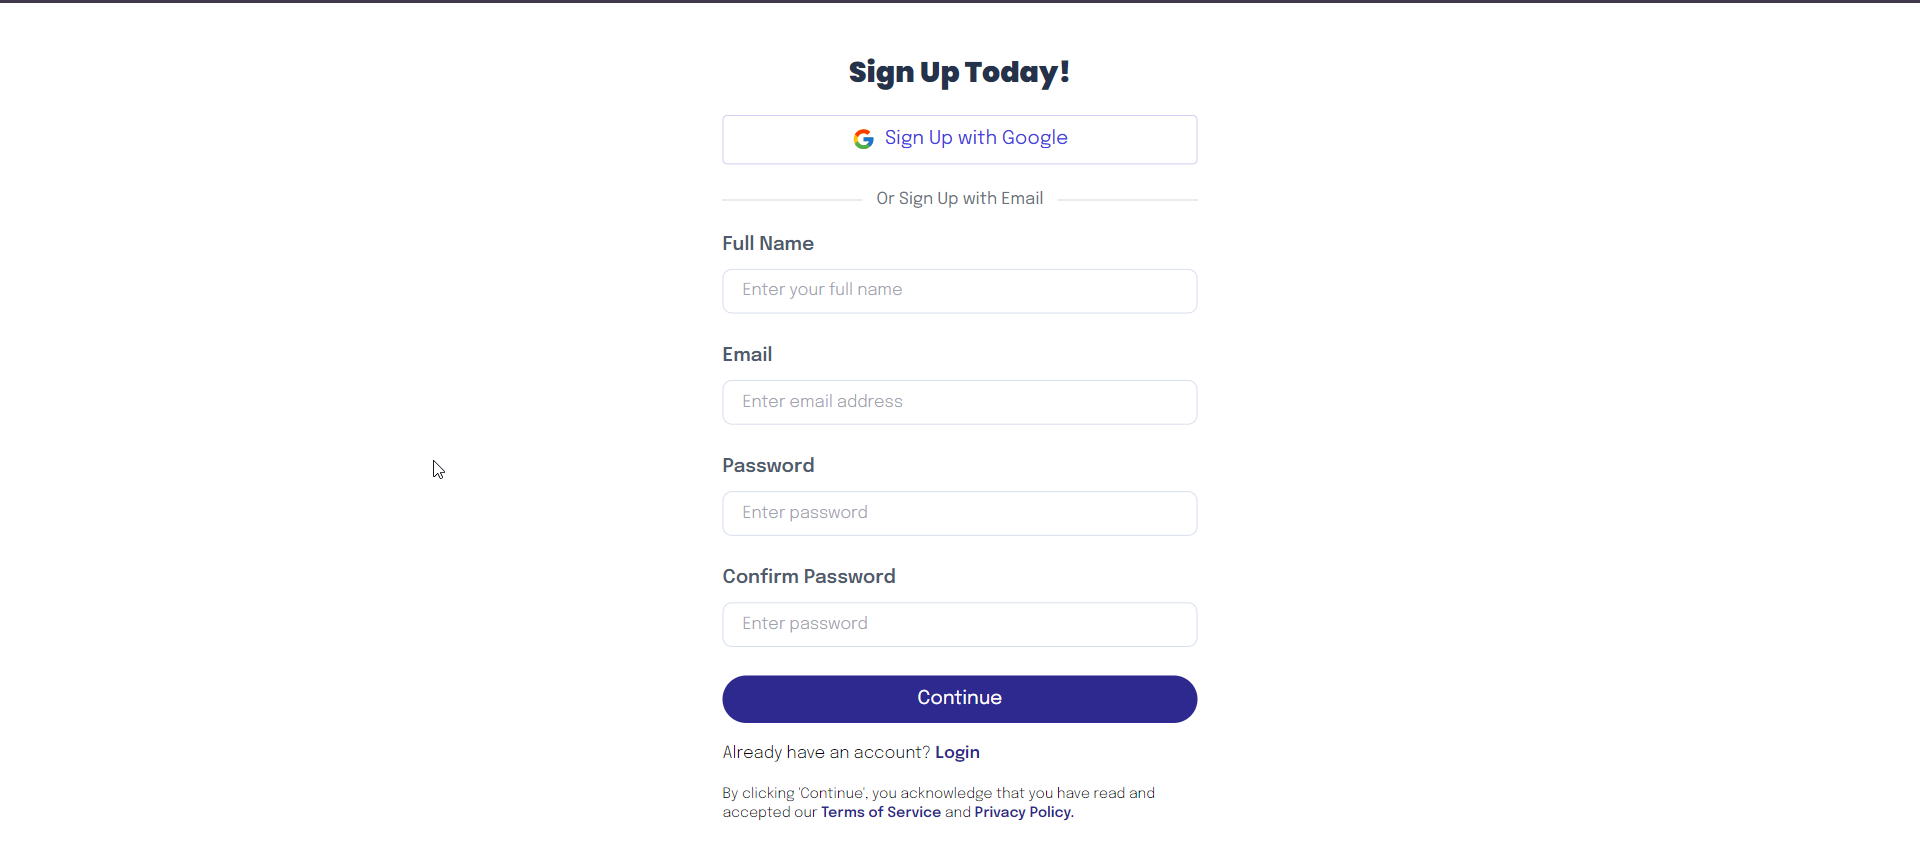 Sign Up Today!
Sign Up with Google
Or Sign Up with Email
Full Name
Enter your full name
Email
Enter email address
Password
Enter password
Confirm Password
Enter password
Continue
Already have an account? Login
By clicking 'Continue', you acknowledge that you have read and
accepted our Terms of Service and Privacy Policy.